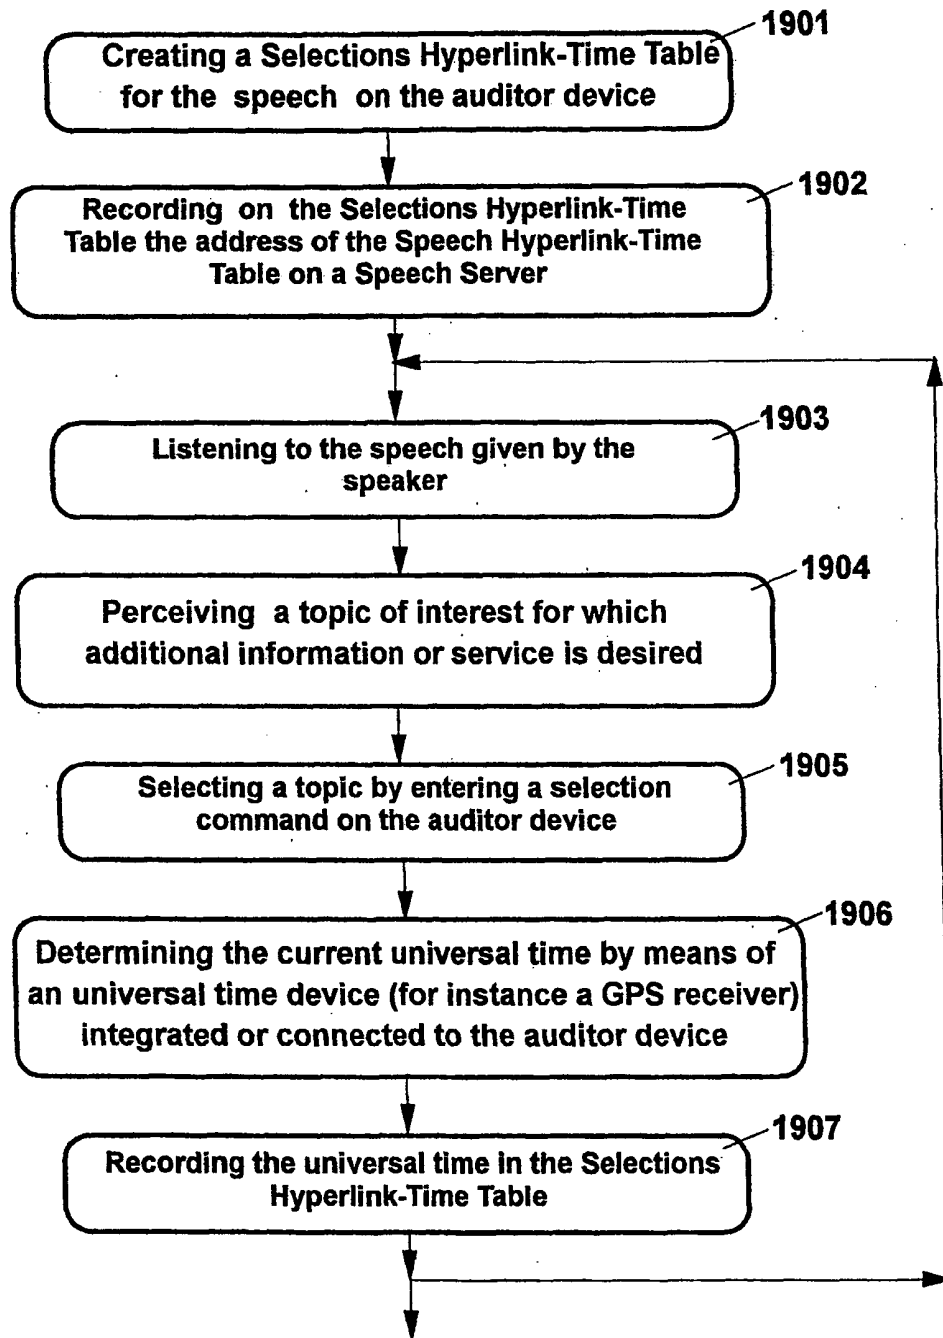 1901
Creating a Selections Hyperlink-Time Table
for the speech on the auditor device
1902
Recording on the Selections Hyperlink-Time
Table the address of the Speech Hyperlink-Time
Table on a Speech Server
1903
Listening to the speech given by the
speaker
1904
Perceiving a topic of interest for which
additional information or service is desired
1905
Selecting a topic by entering a selection
command on the auditor device
1906
Determining the current universal time by means of
an universal time device (for instance a GPS receiver)
integrated or connected to the auditor device
1907
Recording the universal time in the Selections
Hyperlink-Time Table